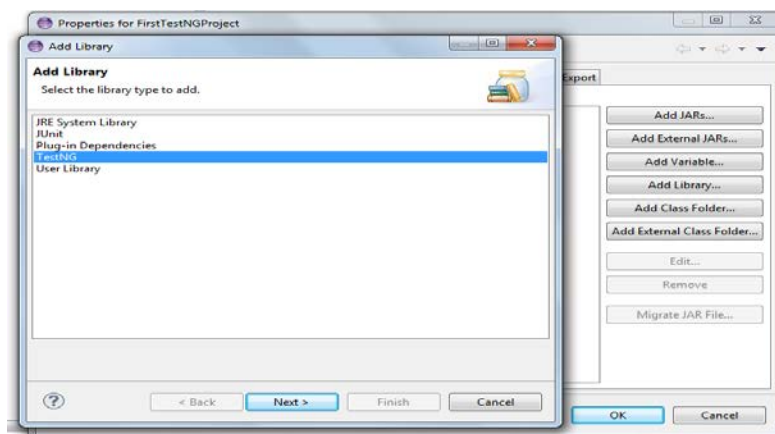 Properties for FirstTestNGProject
Add Library
Add Library
Select the library type to add.
JRE System Library
JUnit
Plug-in Dependencies
TestNG
User Library
Export
Add JARs...
Add External JARs...
Add Variable...
Add Library...
Add Class Folder...
Add External Class Folder...
Edit...
Remove
Migrate JAR File...
< Back
Next >
Finish
Cancel
OK
Cancel